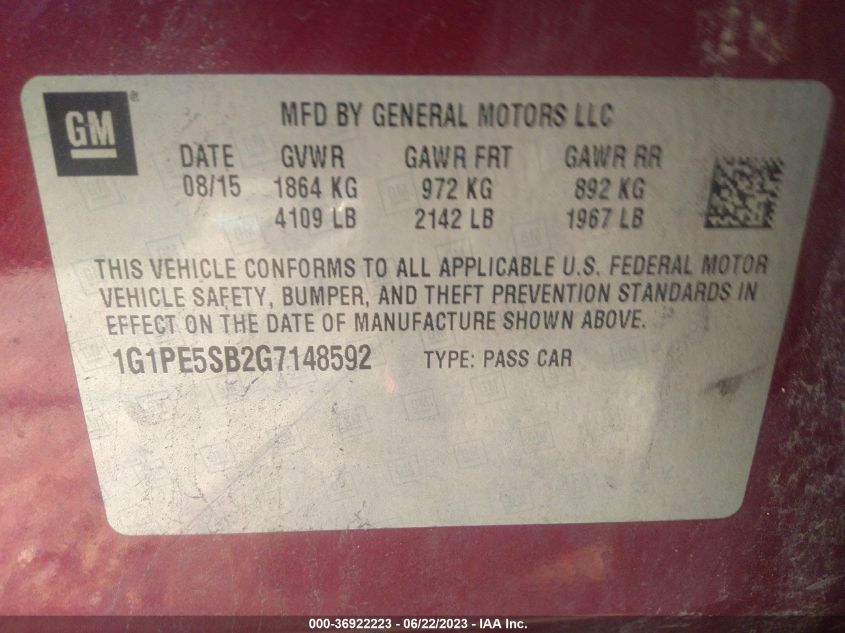 GM ®
MFD BY GENERAL MOTORS LLC
DATE GVWR GAWR FRT GAWR RR
08/15 1864 KG 972 KG 892 KG
4109 LB 2142 LB 1967 LB
THIS VEHICLE CONFORMS TO ALL APPLICABLE U.S. FEDERAL MOTOR
VEHICLE SAFETY, BUMPER, AND THEFT PREVENTION STANDARDS IN
EFFECT ON THE DATE OF MANUFACTURE SHOWN ABOVE.
1G1PE5SB2G7148592 TYPE: PASS CAR
000-36922223 - 06/22/2023 - IAA Inc.